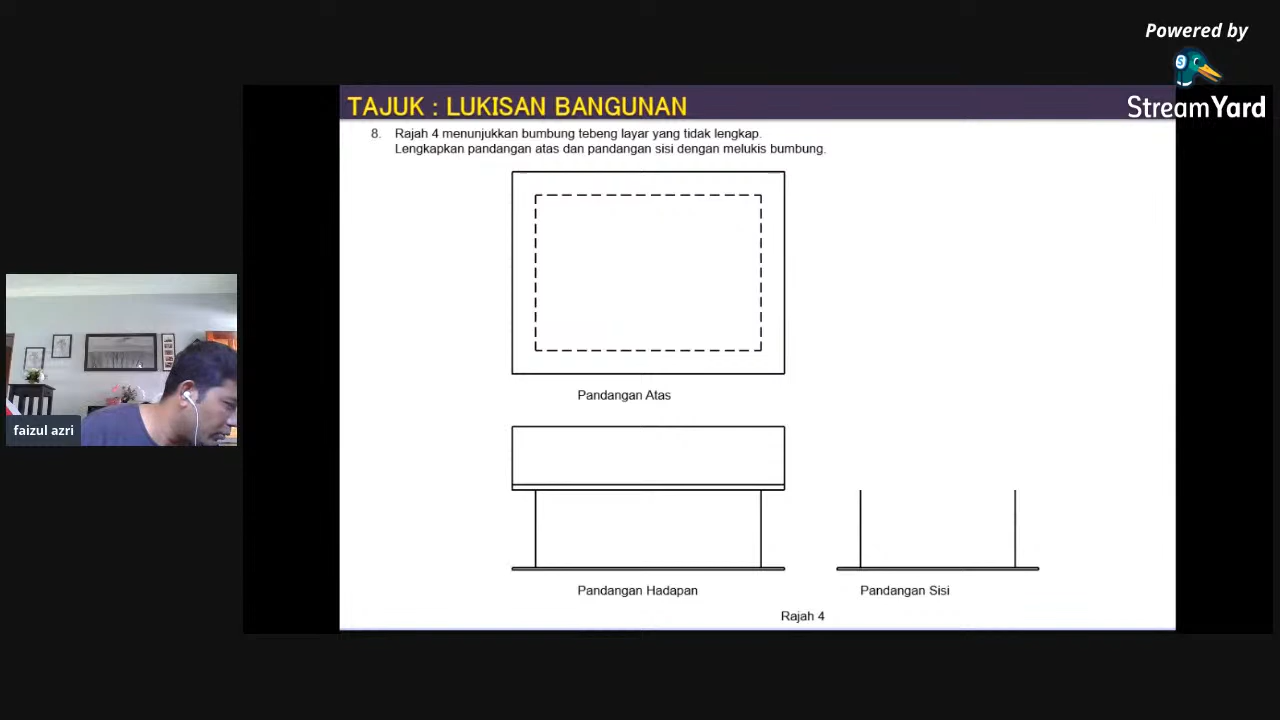 Powered by
StreamYard
TAJUK : LUKISAN BANGUNAN
8. Rajah 4 menunjukkan bumbung tebeng layar yang tidak lengkap.
Lengkapkan pandangan atas dan pandangan sisi dengan melukis bumbung.
Pandangan Atas
faizul azri
Pandangan Hadapan
Pandangan Sisi
Rajah 4